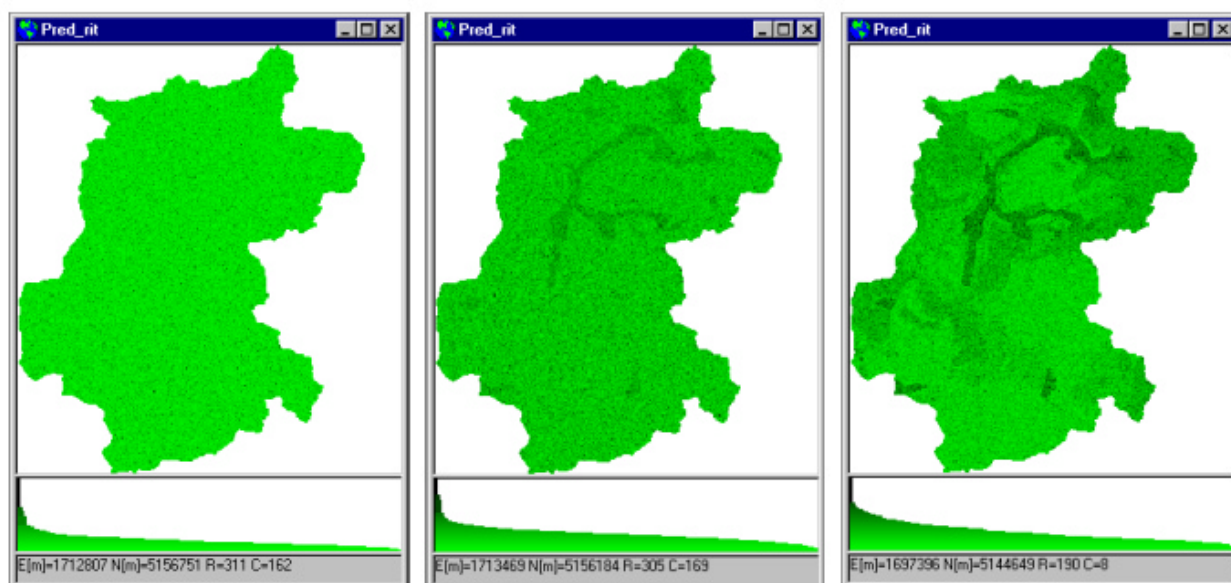 Pred_rit
E[m]=1712807 N[m]=5156751 R=311 C=162
Pred_rit
E[m]=1713469 N[m]=5156184 R=305 C=169
Pred_rit
E[m]=1697396 N[m]=5144649 R=190 C=8